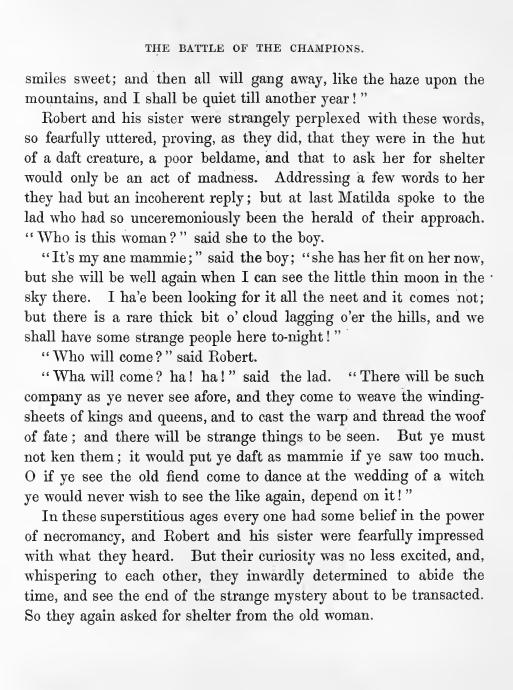 THE BATTLE OF THE CHAMPIONS.
smiles sweet; and then all will gang away, like the haze upon the
mountains, and I shall be quiet till another year!"
Robert and his sister were strangely perplexed with these words,
so fearfully uttered, proving, as they did, that they were in the hut
of a daft creature, a poor beldame, and that to ask her for shelter
would only be an act of madness. Addressing a few words to her
they had but an incoherent reply; but at last Matilda spoke to the
lad who had so unceremoniously been the herald of their approach.
"Who is this woman?" said she to the boy.
"It's my ane mammie;" said the boy; "she has her fit on her now,
but she will be well again when I can see the little thin moon in the
sky there. I ha'e been looking for it all the neet and it comes not;
but there is a rare thick bit o' cloud lagging o'er the hills, and we
shall have some strange people here to-night!"
"Who will come?" said Robert.
"Wha will come? ha! ha!" said the lad. "There will be such
company as ye never see afore, and they come to weave the winding-
sheets of kings and queens, and to cast the warp and thread the woof
of fate; and there will be strange things to be seen. But ye must
not ken them; it would put ye daft as mammie if ye saw too much.
O if ye see the old fiend come to dance at the wedding of a witch
ye would never wish to see the like again, depend on it!"
In these superstitious ages every one had some belief in the power
of necromancy, and Robert and his sister were fearfully impressed
with what they heard. But their curiosity was no less excited, and,
whispering to each other, they inwardly determined to abide the
time, and see the end of the strange mystery about to be transacted.
So they again asked for shelter from the old woman.